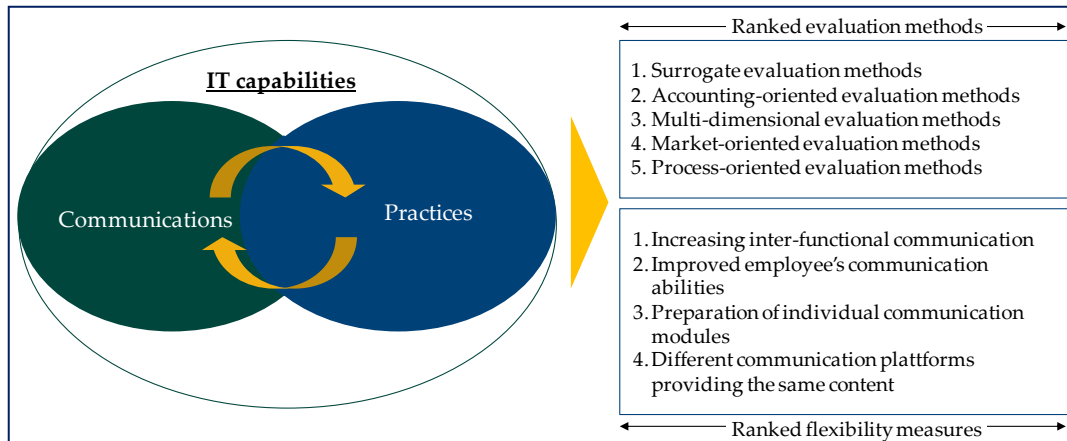 IT capabilities
Communications
Practices
Ranked evaluation methods
1. Surrogate evaluation methods
2. Accounting-oriented evaluation methods
3. Multi-dimensional evaluation methods
4. Market-oriented evaluation methods
5. Process-oriented evaluation methods
1. Increasing inter-functional communication
2. Improved employee's communication
abilities
3. Preparation of individual communication
modules
4. Different communication plattforms
providing the same content
Ranked flexibility measures